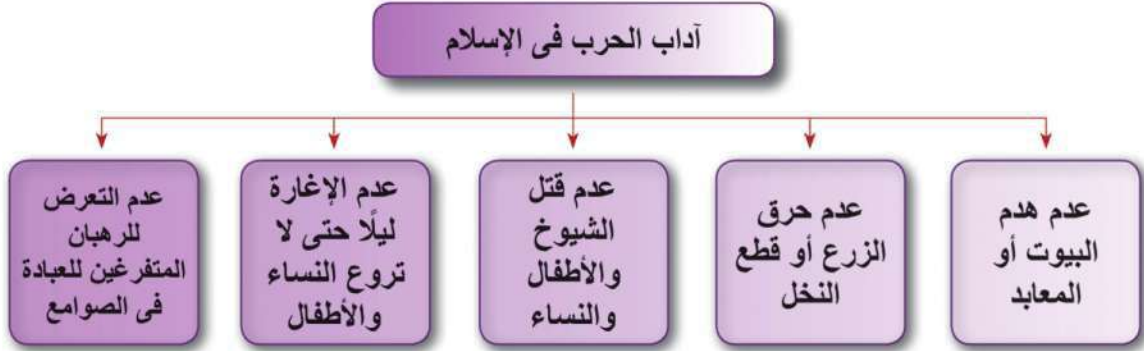 آداب الحرب فى الإسلام
عدم هدم
البيوت أو
المعابد
عدم حرق
الزرع أو قطع
النخل
عدم قتل
الشيوخ
والأطفال
والنساء
عدم الإغارة
ليلًا حتى لا
تروع النساء
والأطفال
عدم التعرض
للرهبان
المتفرغين للعبادة
فى الصوامع